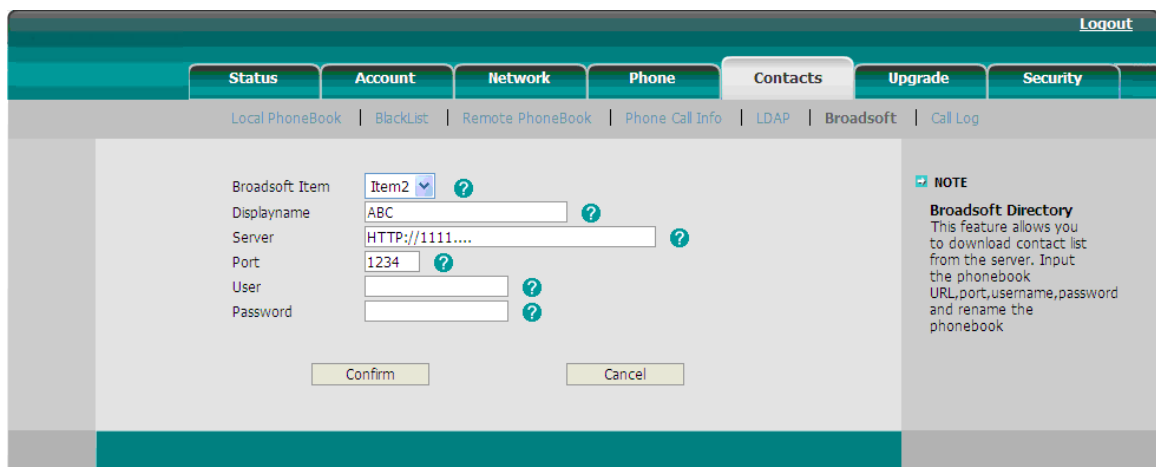 Logout
Status Account Network Phone Contacts Upgrade Security
Local PhoneBook | BlackList | Remote PhoneBook | Phone Call Info | LDAP | Broadsoft | Call Log
Broadsoft Item Item2 ?
Displayname ABC ?
Server HTTP://1111.... ?
Port 1234 ?
User ?
Password ?
Confirm Cancel
NOTE
Broadsoft Directory
This feature allows you
to download contact list
from the server. Input
the phonebook
URL,port,username,password
and rename the
phonebook